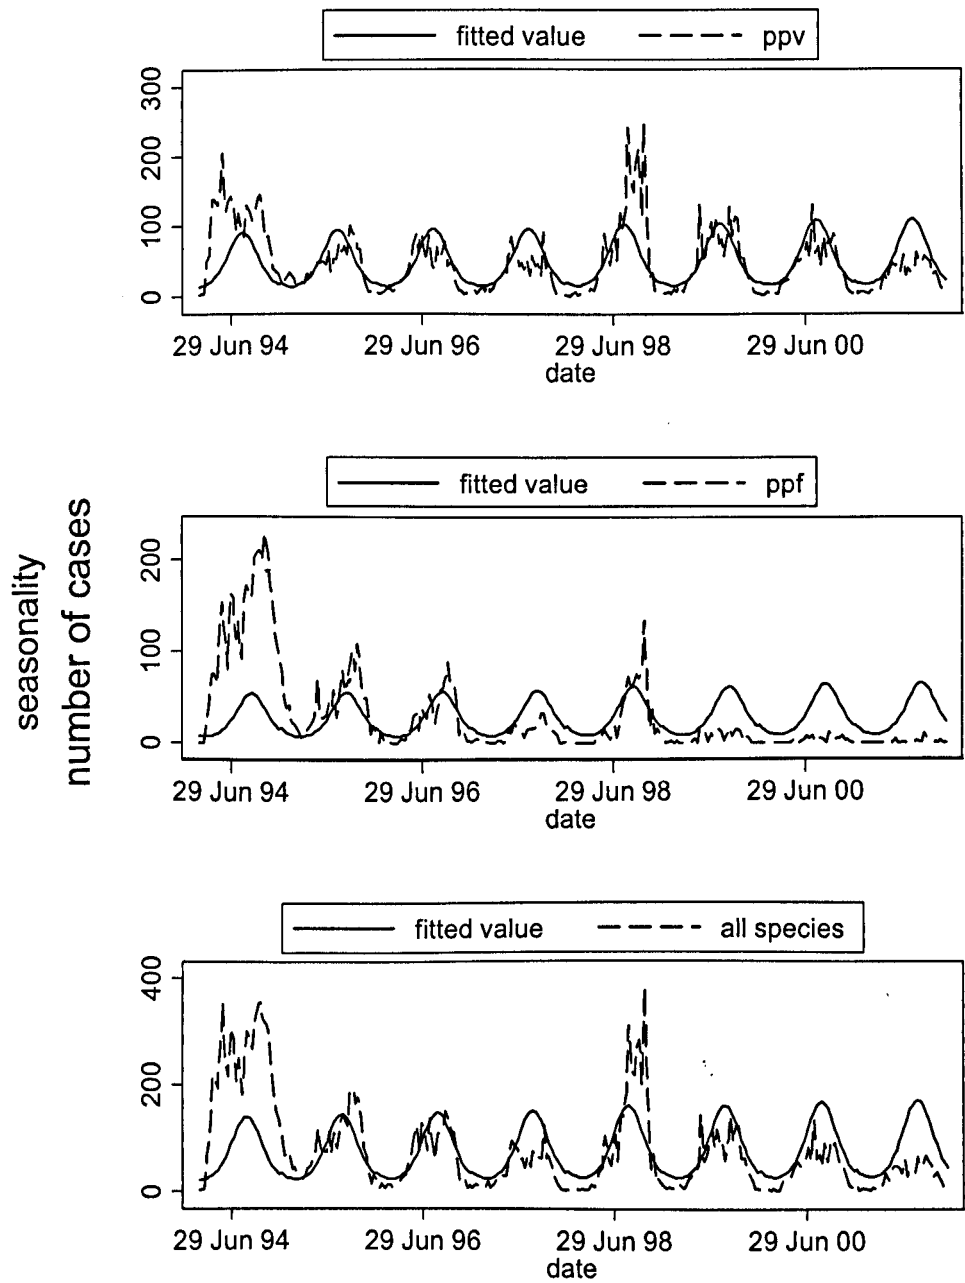 fitted value ppv
300
200
100
0
29 Jun 94 29 Jun 96 29 Jun 98 29 Jun 00
date
seasonality
number of cases
fitted value ppf
200
100
0
29 Jun 94 29 Jun 96 29 Jun 98 29 Jun 00
date
fitted value all species
400
200
0
29 Jun 94 29 Jun 96 29 Jun 98 29 Jun 00
date